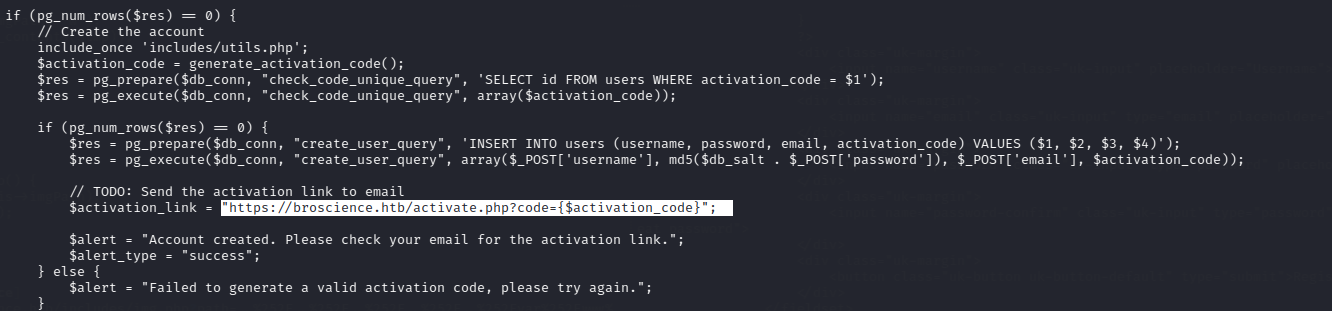 if (pg_num_rows($res) == 0) {
    // Create the account
    include_once 'includes/utils.php';
    $activation_code = generate_activation_code();
    $res = pg_prepare($db_conn, "check_code_unique_query", 'SELECT id FROM users WHERE activation_code = $1');
    $res = pg_execute($db_conn, "check_code_unique_query", array($activation_code));

    if (pg_num_rows($res) == 0) {
        $res = pg_prepare($db_conn, "create_user_query", 'INSERT INTO users (username, password, email, activation_code) VALUES ($1, $2, $3, $4)');
        $res = pg_execute($db_conn, "create_user_query", array($_POST['username'], md5($db_salt . $_POST['password']), $_POST['email'], $activation_code));

        // TODO: Send the activation link to email
        $activation_link = "https://broscience.htb/activate.php?code={$activation_code}";

        $alert = "Account created. Please check your email for the activation link.";
        $alert_type = "success";
    } else {
        $alert = "Failed to generate a valid activation code, please try again.";
    }